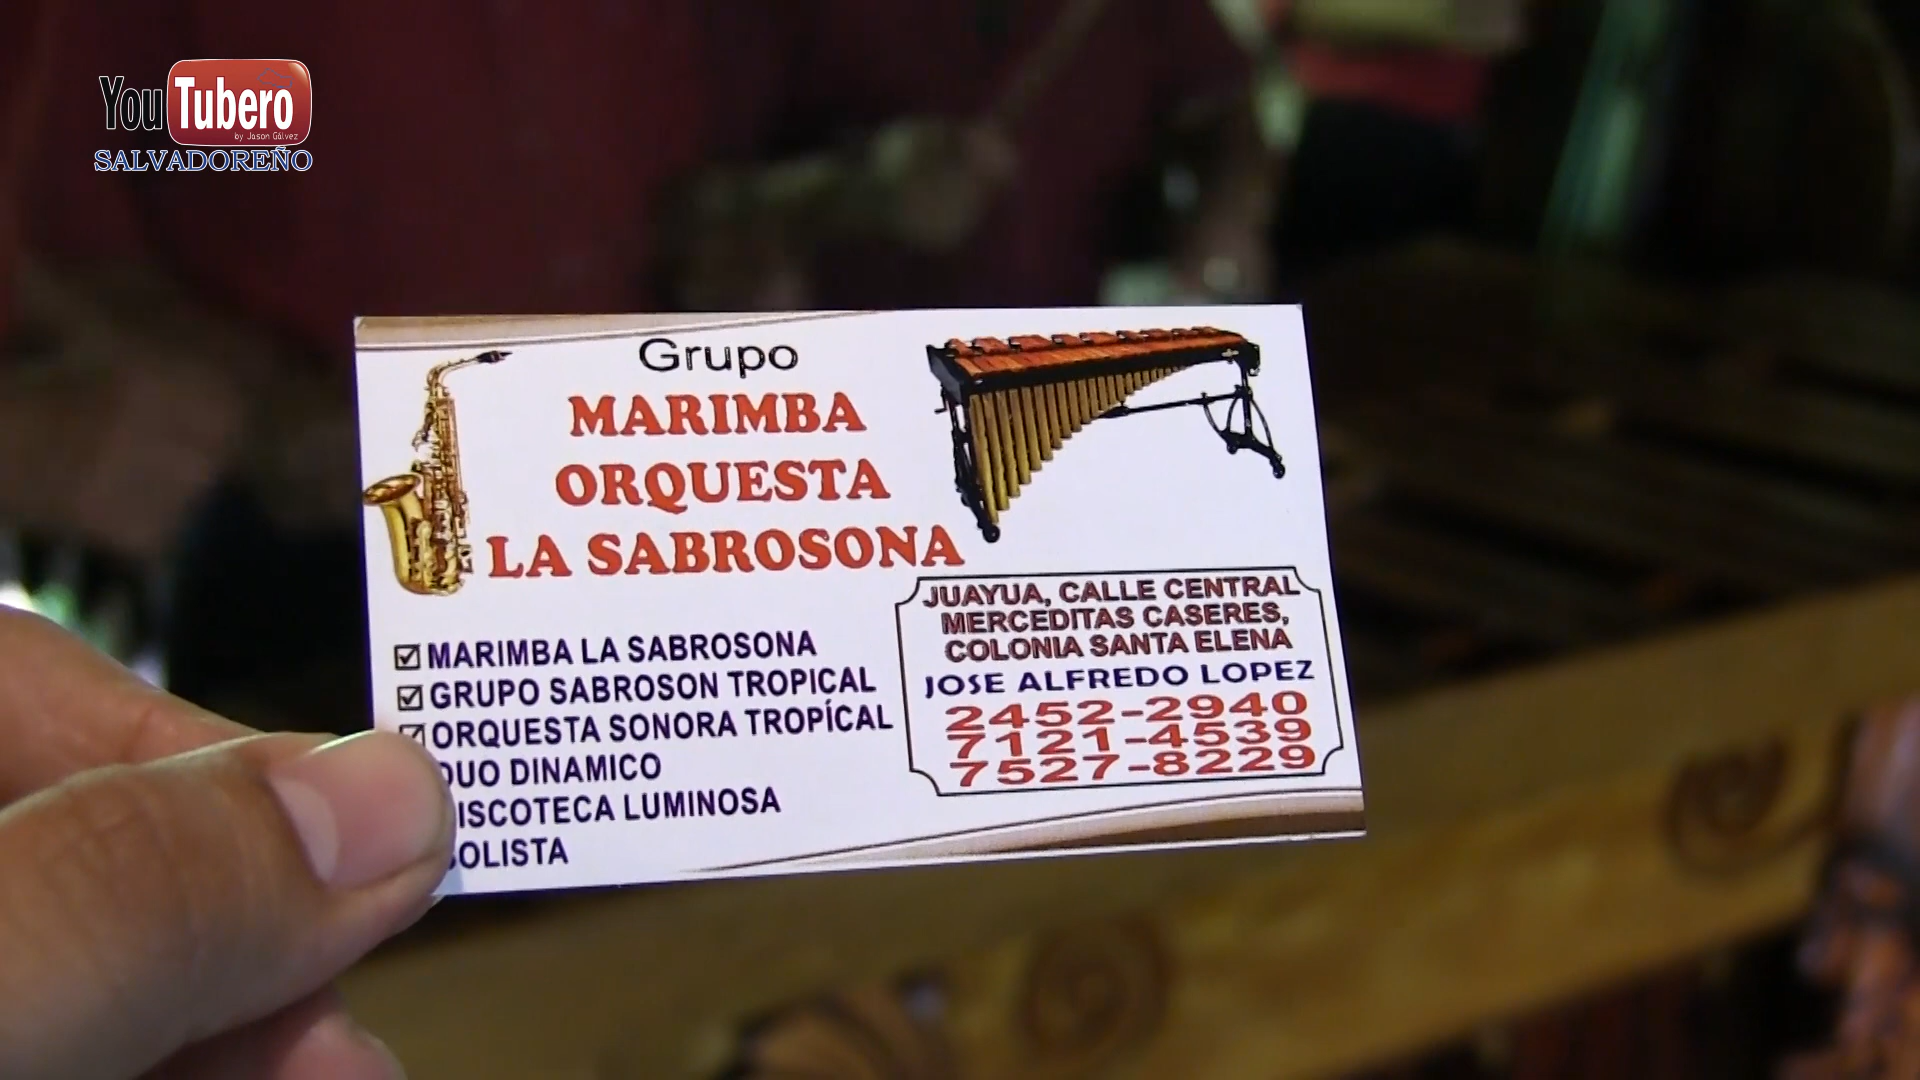 YouTubero
by Jason Gálvez
SALVADOREÑO
Grupo
MARIMBA
ORQUESTA
LA SABROSONA
MARIMBA LA SABROSONA
GRUPO SABROSON TROPICAL
ORQUESTA SONORA TROPÍCAL
DUO DINAMICO
ISCOTECA LUMINOSA
SOLISTA
JUAYUA, CALLE CENTRAL
MERCEDITAS CASERES,
COLONIA SANTA ELENA
JOSE ALFREDO LOPEZ
2452-2940
7121-4539
7527-8229